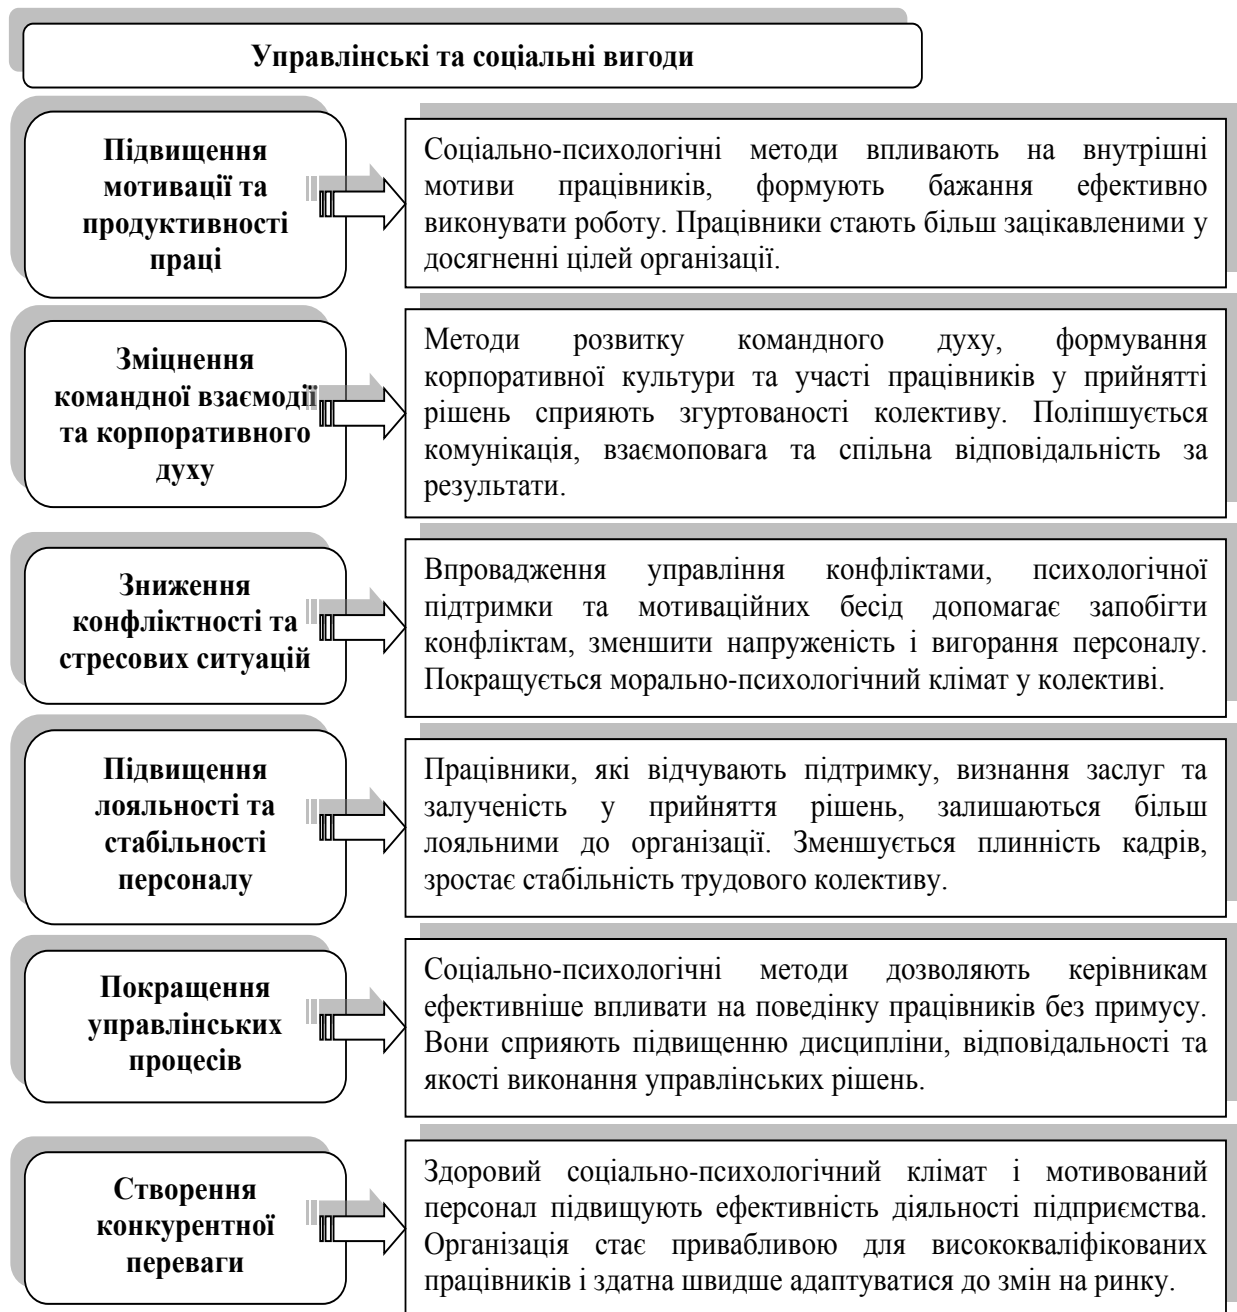 Управлінські та соціальні вигоди
Підвищення
мотивації та
продуктивності
праці
Соціально-психологічні методи впливають на внутрішні
мотиви працівників, формують бажання ефективно
виконувати роботу. Працівники стають більш зацікавленими у
досягненні цілей організації.
Зміцнення
командної взаємодії
та корпоративного
духу
Методи розвитку командного духу, формування
корпоративної культури та участі працівників у прийнятті
рішень сприяють згуртованості колективу. Поліпшується
комунікація, взаємоповага та спільна відповідальність за
результати.
Зниження
конфліктності та
стресових ситуацій
Впровадження управління конфліктами, психологічної
підтримки та мотиваційних бесід допомагає запобігти
конфліктам, зменшити напруженість і вигорання персоналу.
Покращується морально-психологічний клімат у колективі.
Підвищення
лояльності та
стабільності
персоналу
Працівники, які відчувають підтримку, визнання заслуг та
залученість у прийняття рішень, залишаються більш
лояльними до організації. Зменшується плинність кадрів,
зростає стабільність трудового колективу.
Покращення
управлінських
процесів
Соціально-психологічні методи дозволяють керівникам
ефективніше впливати на поведінку працівників без примусу.
Вони сприяють підвищенню дисципліни, відповідальності та
якості виконання управлінських рішень.
Створення
конкурентної
переваги
Здоровий соціально-психологічний клімат і мотивований
персонал підвищують ефективність діяльності підприємства.
Організація стає привабливою для висококваліфікованих
працівників і здатна швидше адаптуватися до змін на ринку.